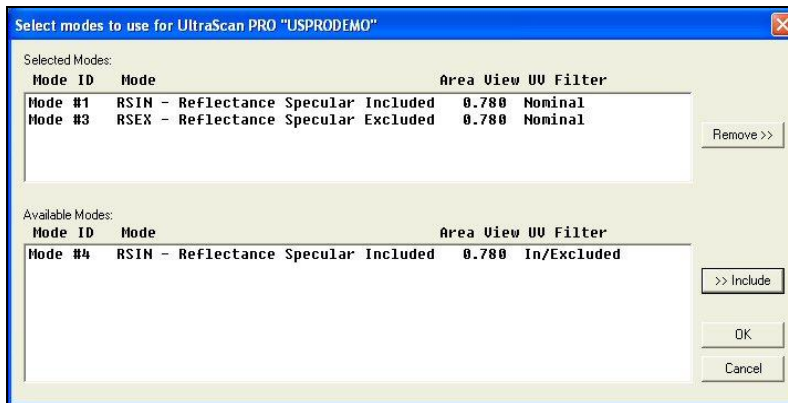 Select modes to use for UltraScan PRO "USPRODEMO"
Selected Modes:
Mode ID Mode Area View UV Filter
Mode #1 RSIN - Reflectance Specular Included 0.780 Nominal
Mode #3 RSEX - Reflectance Specular Excluded 0.780 Nominal
Remove >>
Available Modes:
Mode ID Mode Area View UV Filter
Mode #4 RSIN - Reflectance Specular Included 0.780 In/Excluded
>> Include
OK
Cancel